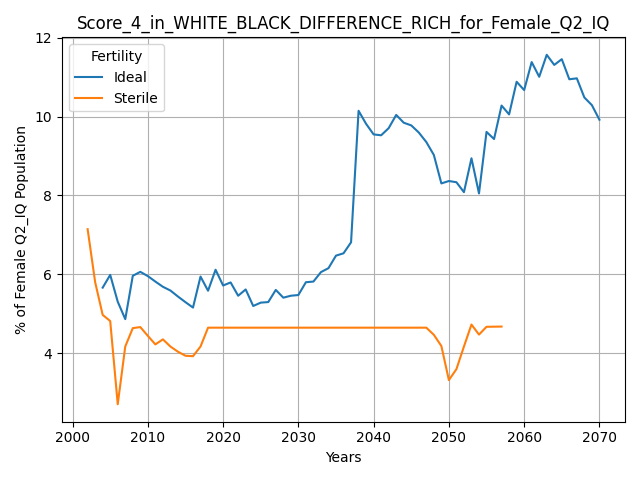 Score_4_in_WHITE_BLACK_DIFFERENCE_RICH_for_Female_Q2_IQ
Fertility
Ideal
Sterile
% of Female Q2_IQ Population
12
10
8
6
4
2000 2010 2020 2030 2040 2050 2060 2070
Years